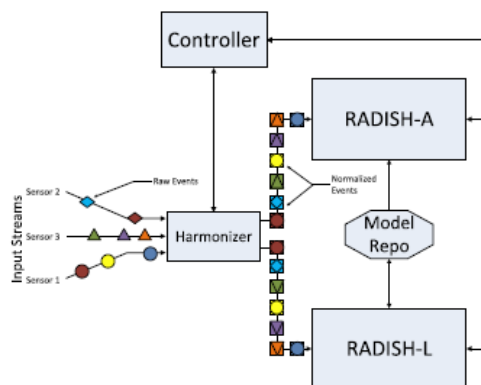 Controller
RADISH-A
Sensor 2
Raw Events
Normalized
Events
Input Streams
Sensor 3
Harmonizer
Model
Repo
Sensor 1
RADISH-L